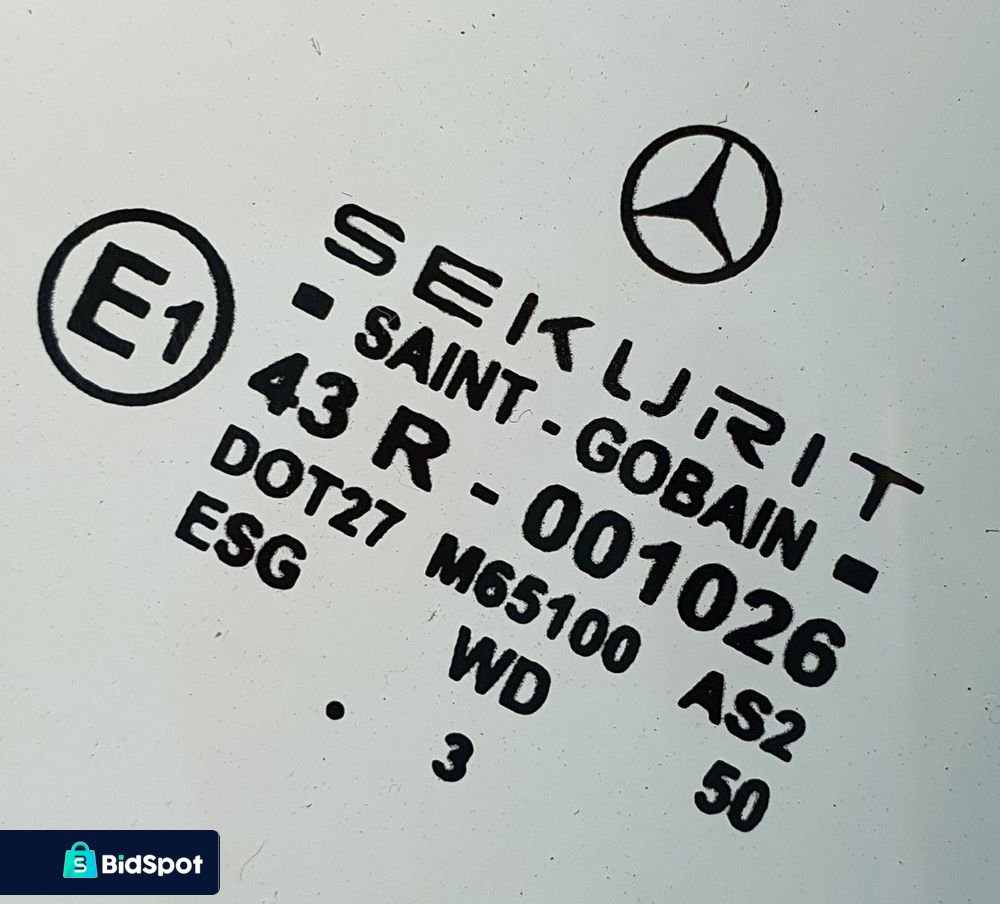 SEKURIT
- SAINT-GOBAIN -
E1
43 R - 001026
DOT27 M65100 AS2
ESG WD 50
. 3
BidSpot